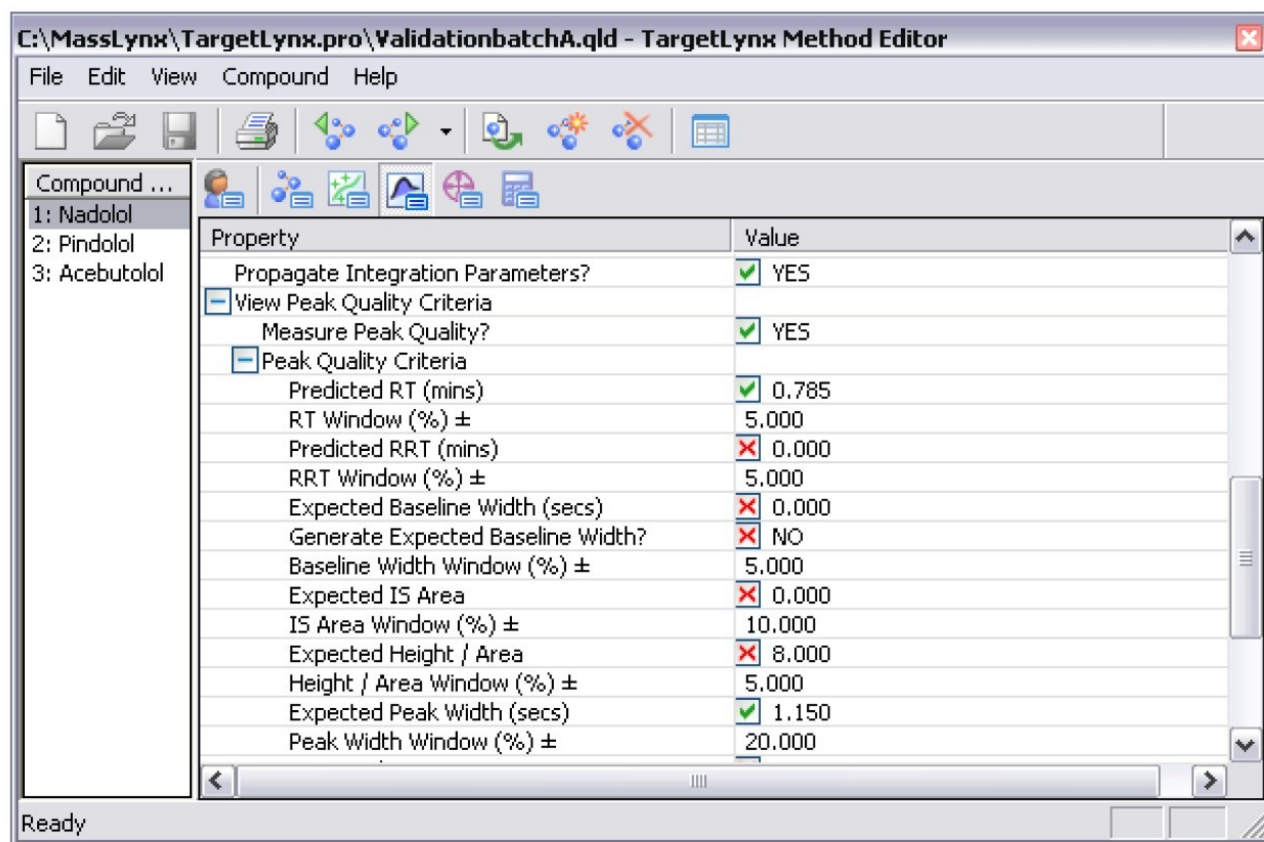 C:\MassLynx\TargetLynx.pro\ValidationbatchA.qld - TargetLynx Method Editor
File Edit View Compound Help
Compound ...
1: Nadolol
2: Pindolol
3: Acebutolol
Property Value
Propagate Integration Parameters? YES
View Peak Quality Criteria
Measure Peak Quality? YES
Peak Quality Criteria
Predicted RT (mins) 0.785
RT Window (%) ± 5.000
Predicted RRT (mins) 0.000
RRT Window (%) ± 5.000
Expected Baseline Width (secs) 0.000
Generate Expected Baseline Width? NO
Baseline Width Window (%) ± 5.000
Expected IS Area 0.000
IS Area Window (%) ± 10.000
Expected Height / Area 8.000
Height / Area Window (%) ± 5.000
Expected Peak Width (secs) 1.150
Peak Width Window (%) ± 20.000
Ready